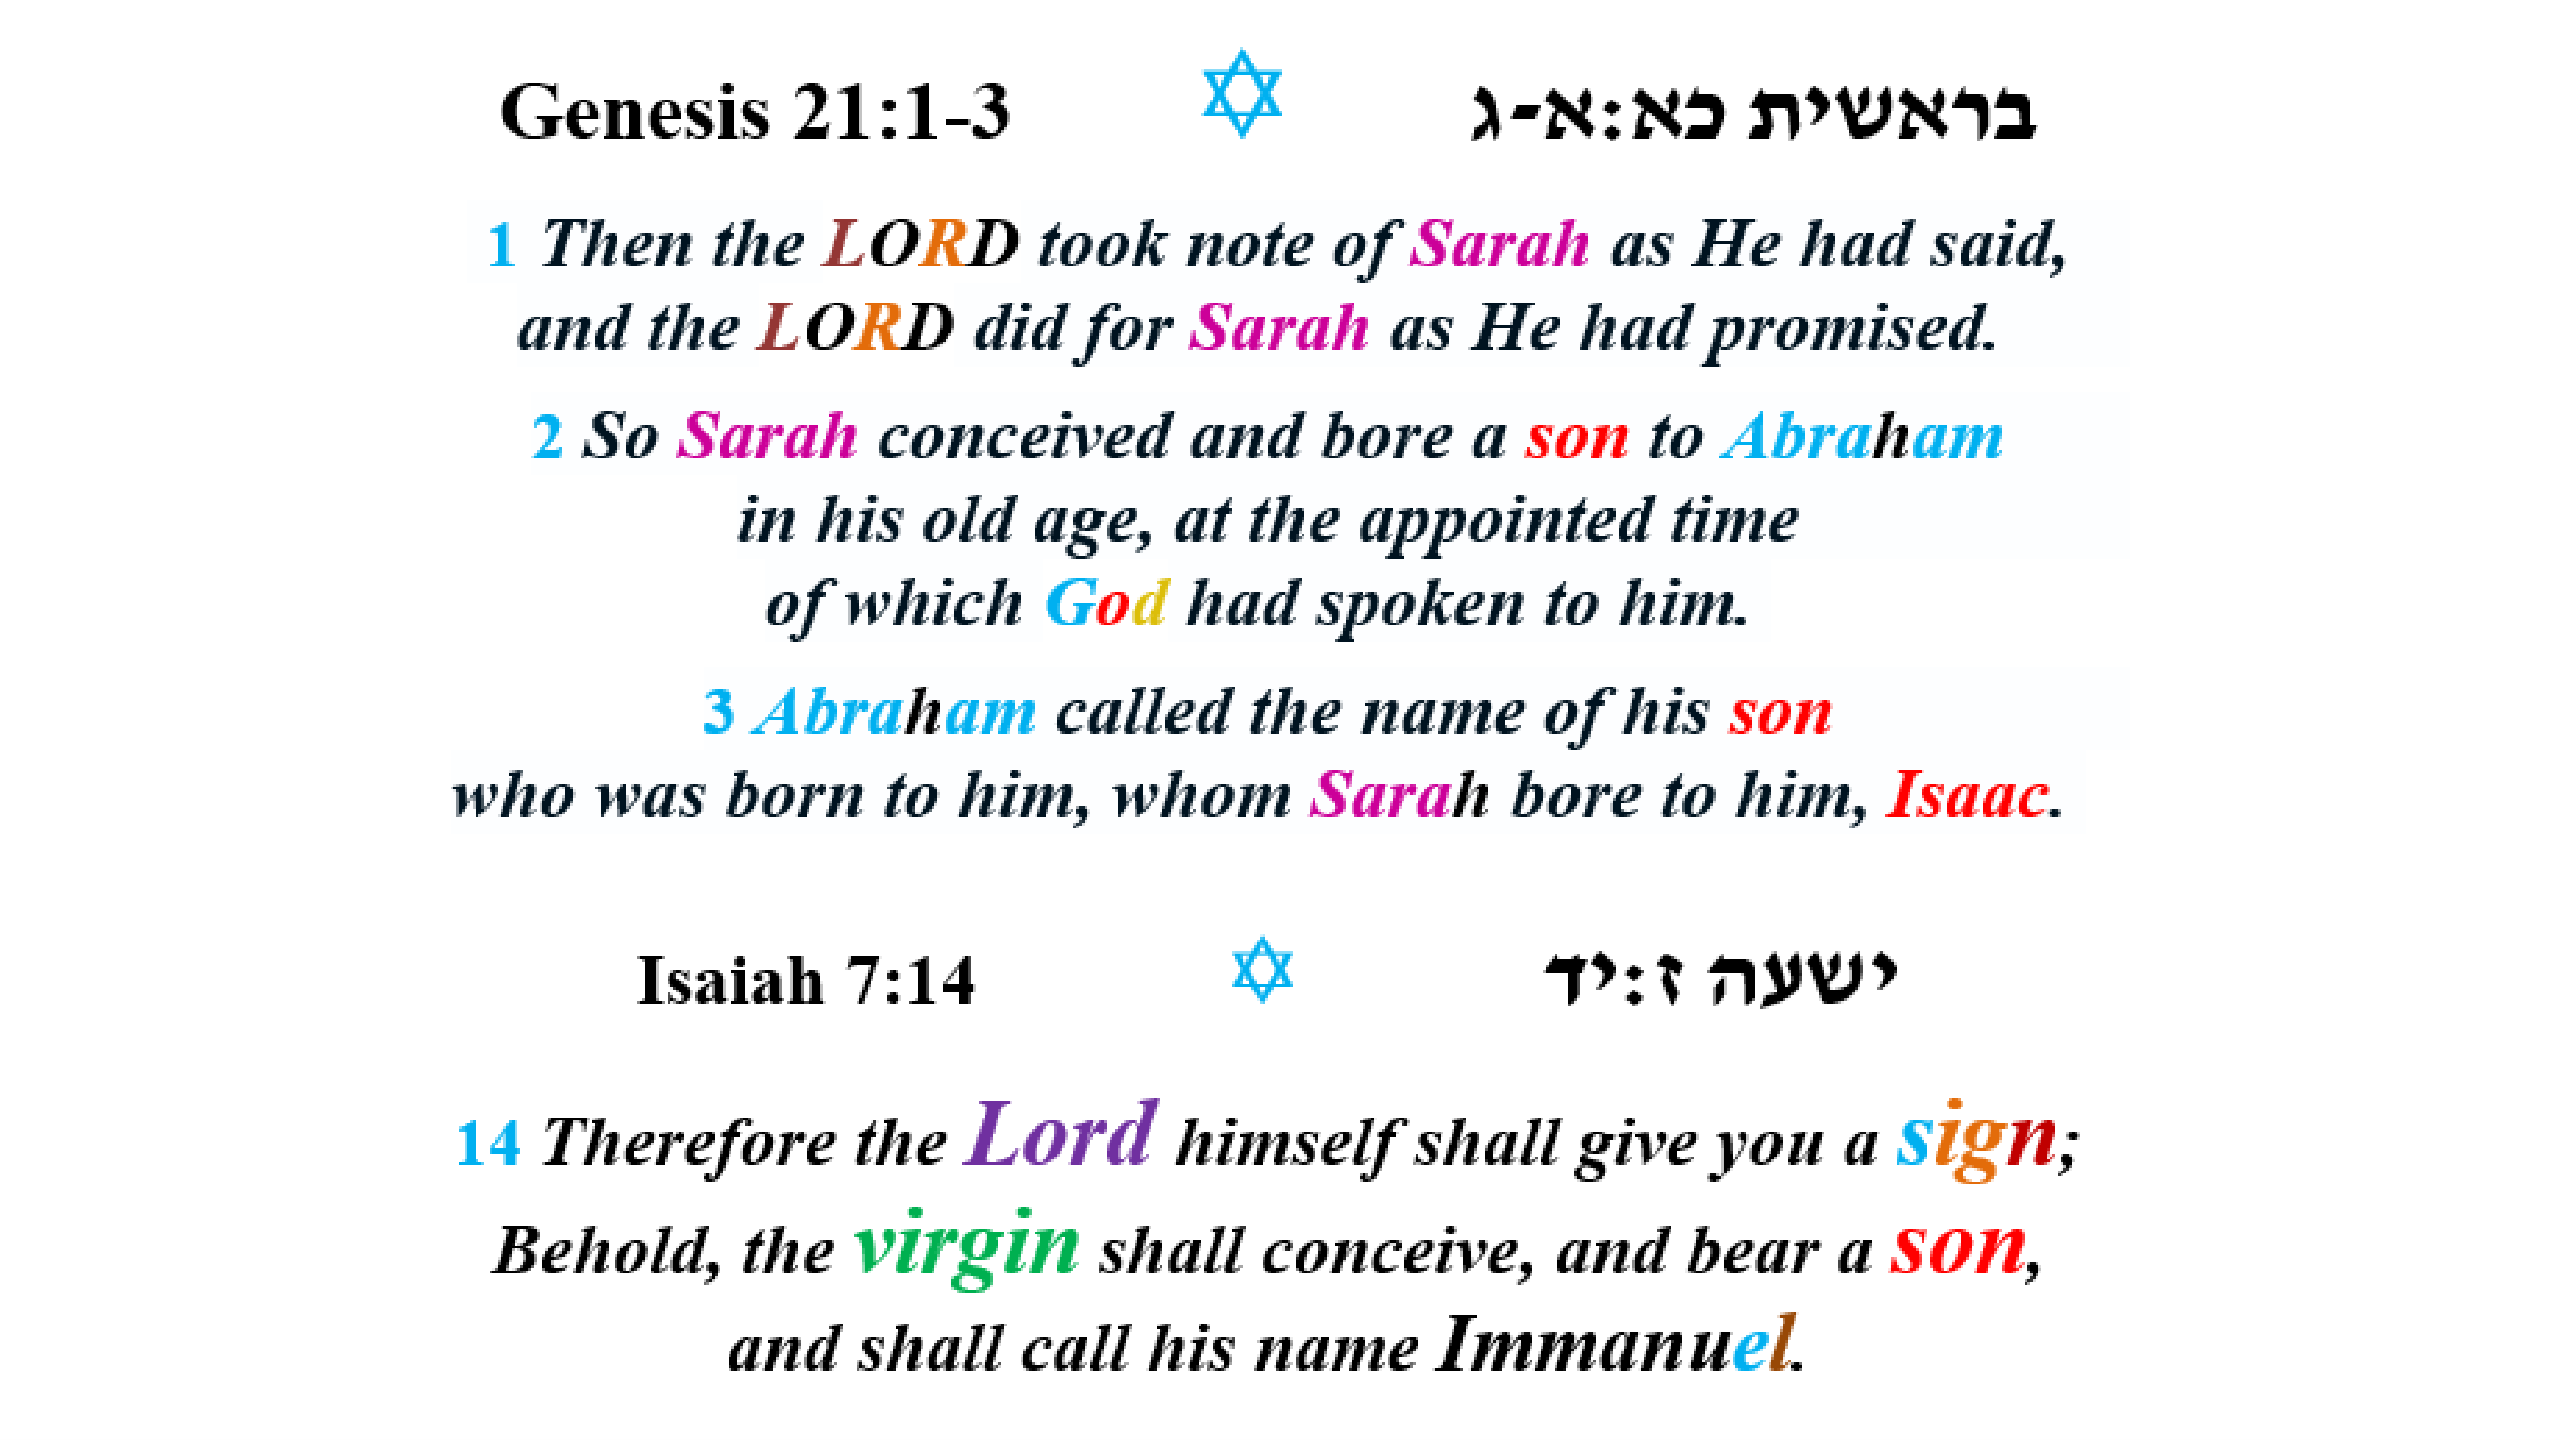 Genesis 21:1-3 ✡ בראשית כא:א-ג
1 Then the LORD took note of Sarah as He had said,
and the LORD did for Sarah as He had promised.
2 So Sarah conceived and bore a son to Abraham
in his old age, at the appointed time
of which God had spoken to him.
3 Abraham called the name of his son
who was born to him, whom Sarah bore to him, Isaac.
Isaiah 7:14 ✡ ישעה ז:יד
14 Therefore the Lord himself shall give you a sign;
Behold, the virgin shall conceive, and bear a son,
and shall call his name Immanuel.